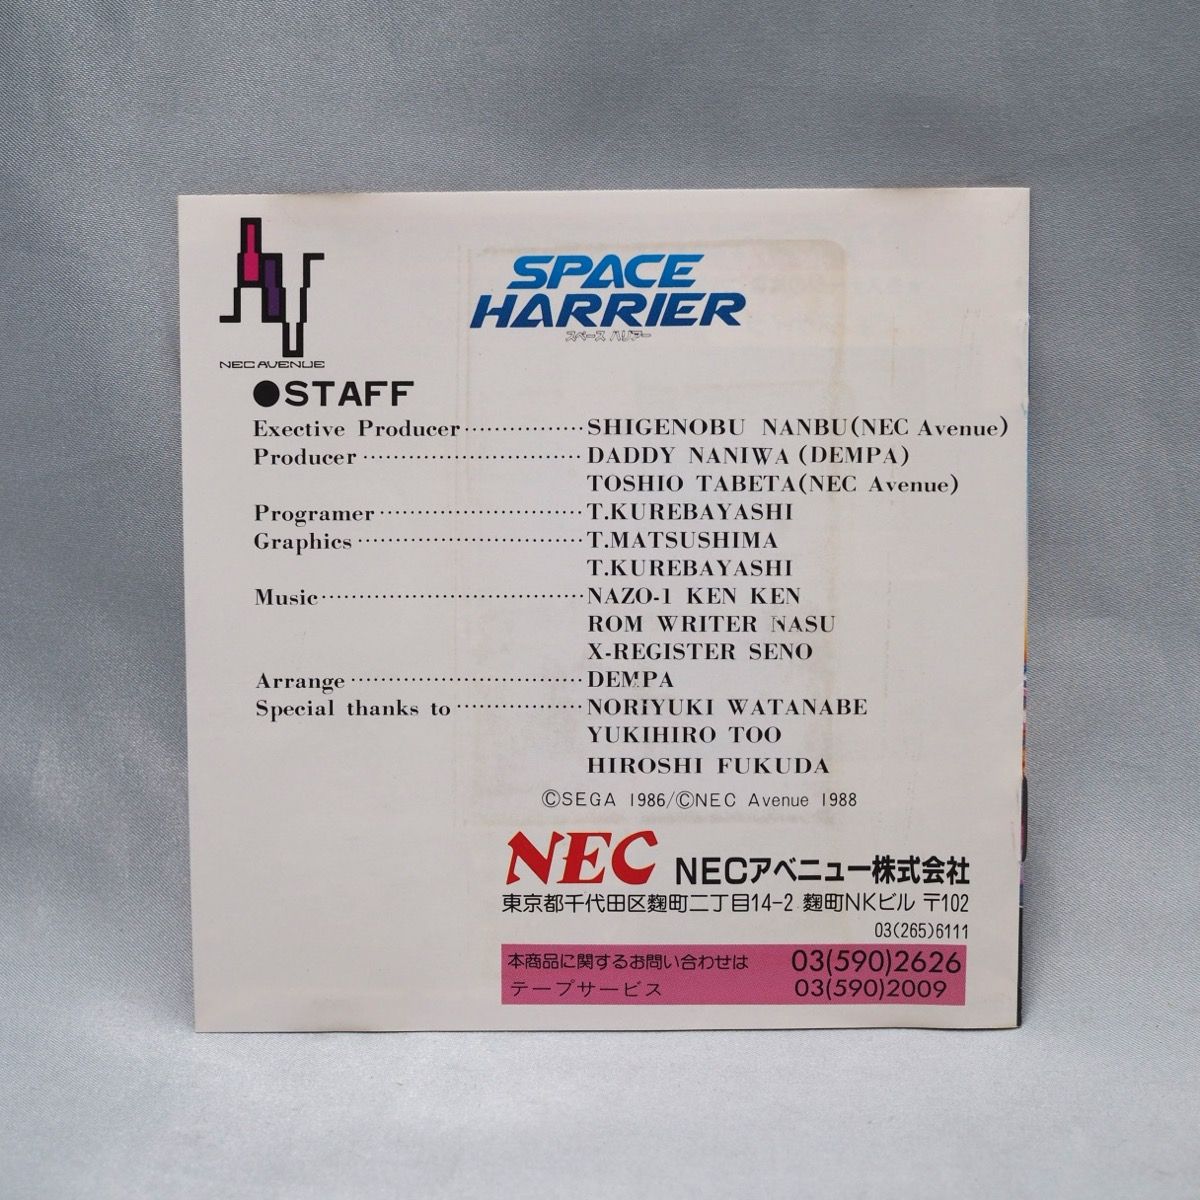 NEC AVENUE
SPACE
HARRIER
スペース ハリアー
●STAFF
Exective Producer……………SHIGENOBU NANBU(NEC Avenue)
Producer…………………DADDY NANIWA (DEMPA)
TOSHIO TABETA(NEC Avenue)
Programer………………T.KUREBAYASHI
Graphics…………………T.MATSUSHIMA
T.KUREBAYASHI
Music……………………NAZO-1 KEN KEN
ROM WRITER NASU
X-REGISTER SENO
Arrange…………………DEMPA
Special thanks to……………NORiYUKI WATANABE
YUKIHIRO TOO
HIROSHI FUKUDA
ⒸSEGA 1986/ⒸNEC Avenue 1988
NEC NECアベニュー株式会社
東京都千代田区麹町二丁目14-2 麹町NKビル 〒102
03(265)6111
本商品に関するお問い合わせは 03(590)2626
テープサービス 03(590)2009